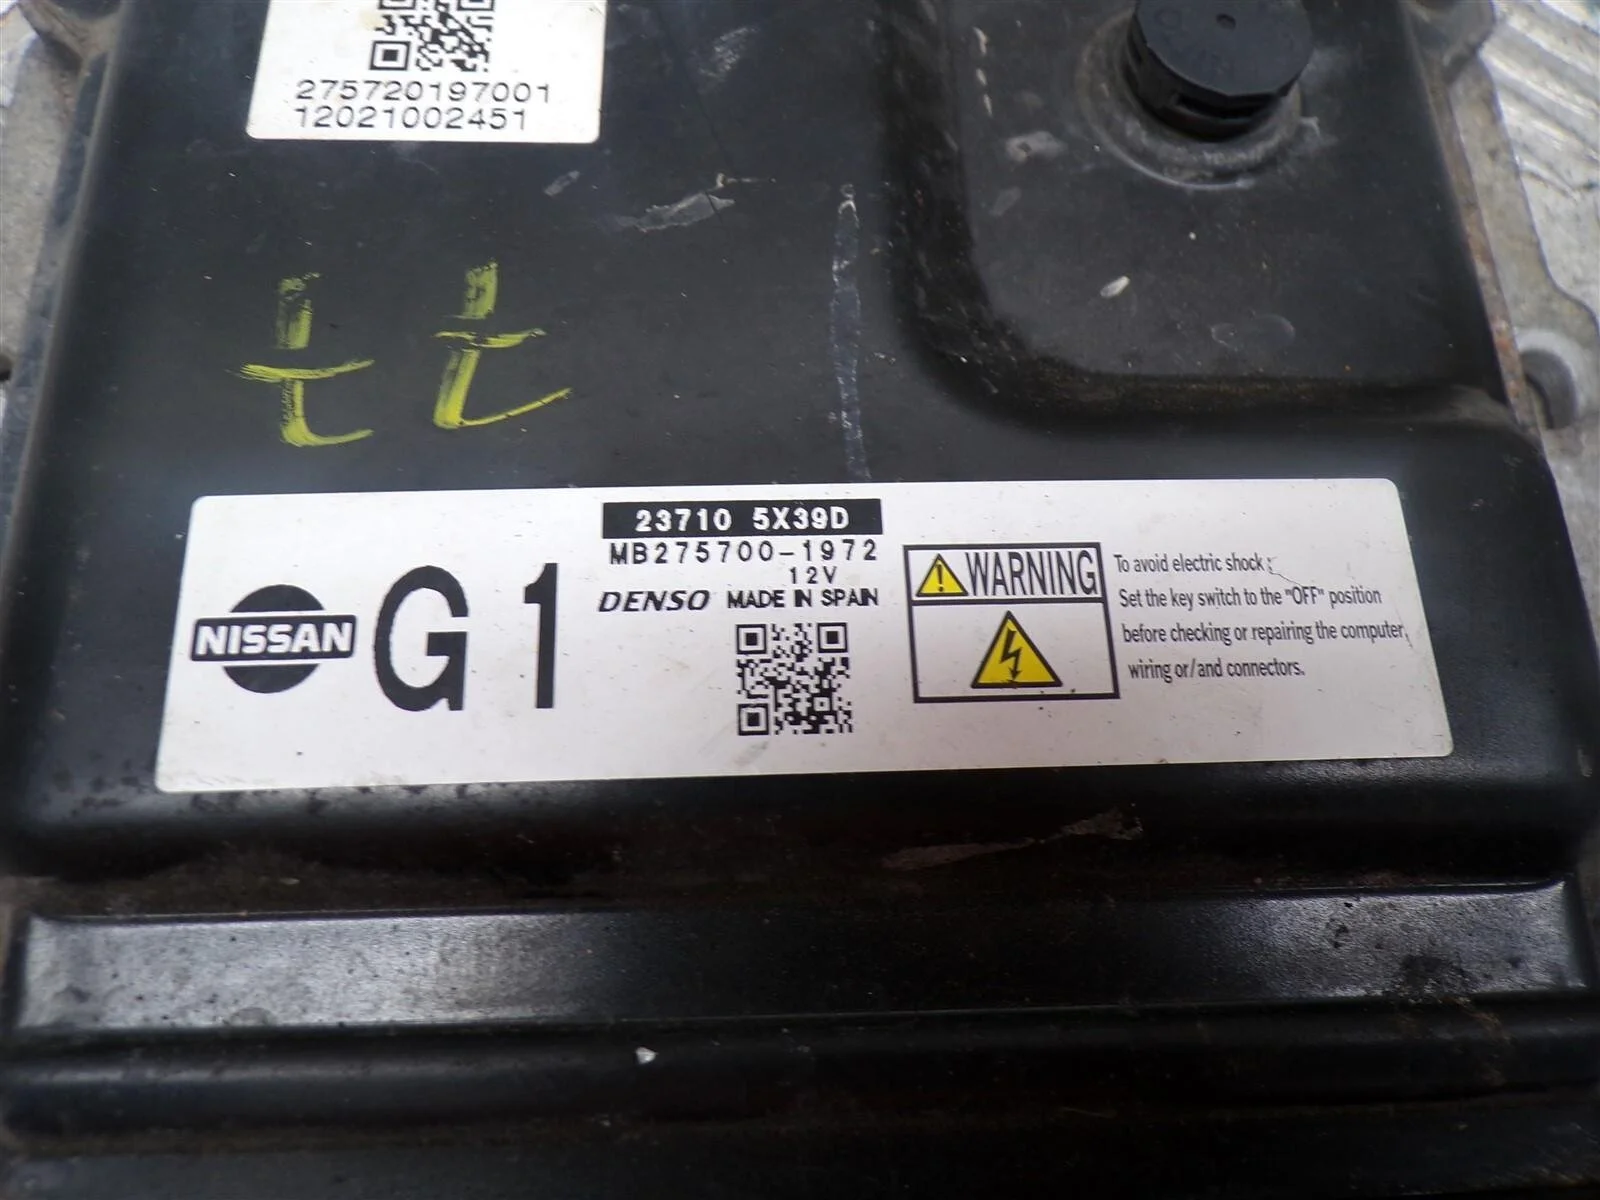 275720197001
12021002451
NISSAN
G1
23710 5X39D
MB275700-1972
12V
DENSO MADE IN SPAIN
WARNING
To avoid electric shock ;
Set the key switch to the "OFF" position
before checking or repairing the computer,
wiring or/and connectors.